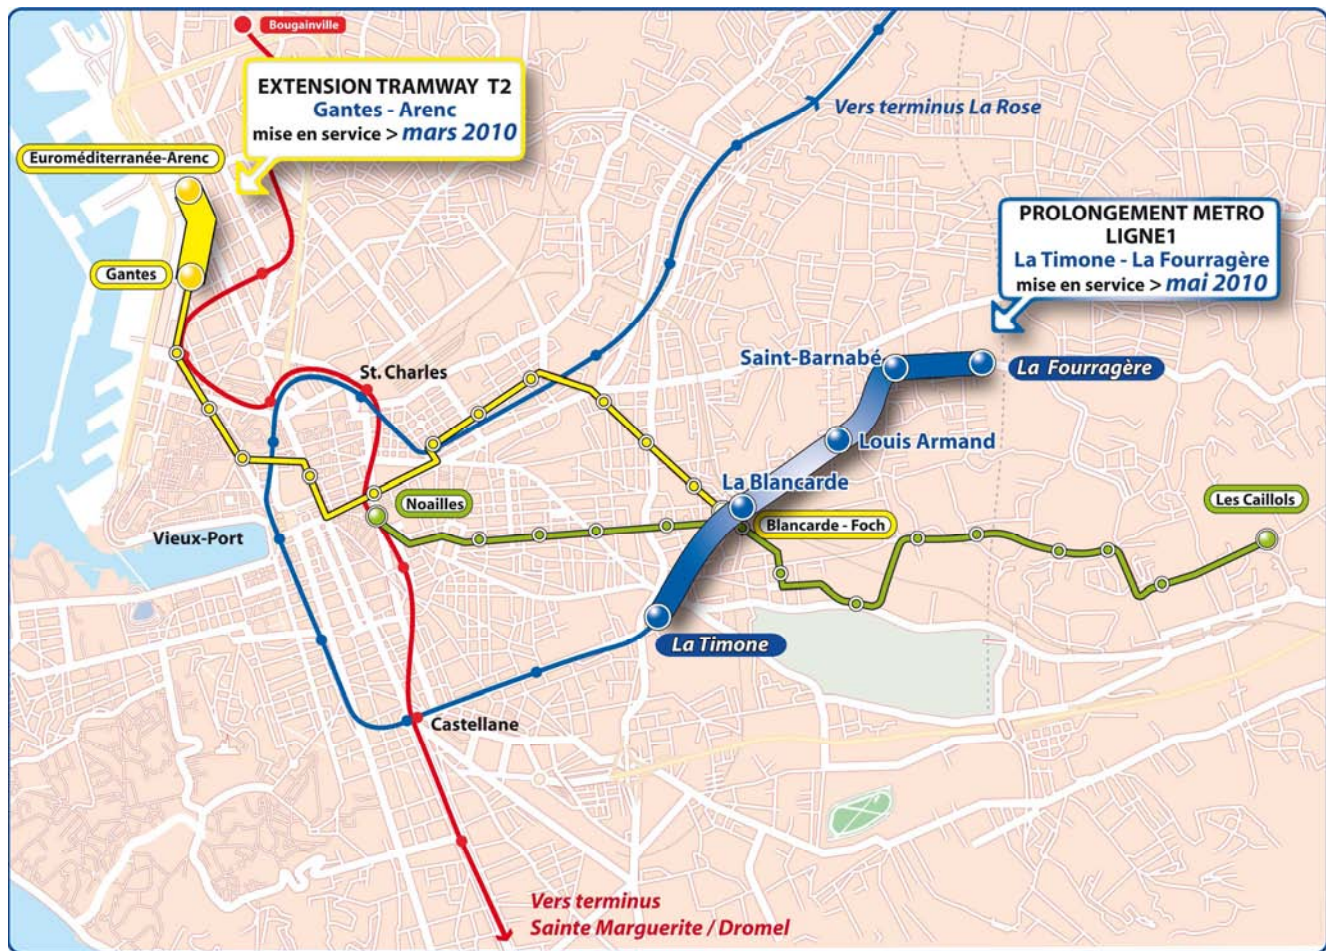 Bougainville
EXTENSION TRAMWAY T2
Gantes - Arenc
mise en service > mars 2010
Vers terminus La Rose
Euroméditerranée-Arenc
PROLONGEMENT METRO
LIGNE1
La Timone - La Fourragère
mise en service > mai 2010
Gantes
Saint-Barnabé
La Fourragère
St. Charles
Louis Armand
La Blancarde
Noailles
Les Caillols
Blancarde - Foch
Vieux-Port
La Timone
Castellane
Vers terminus
Sainte Marguerite / Dromel